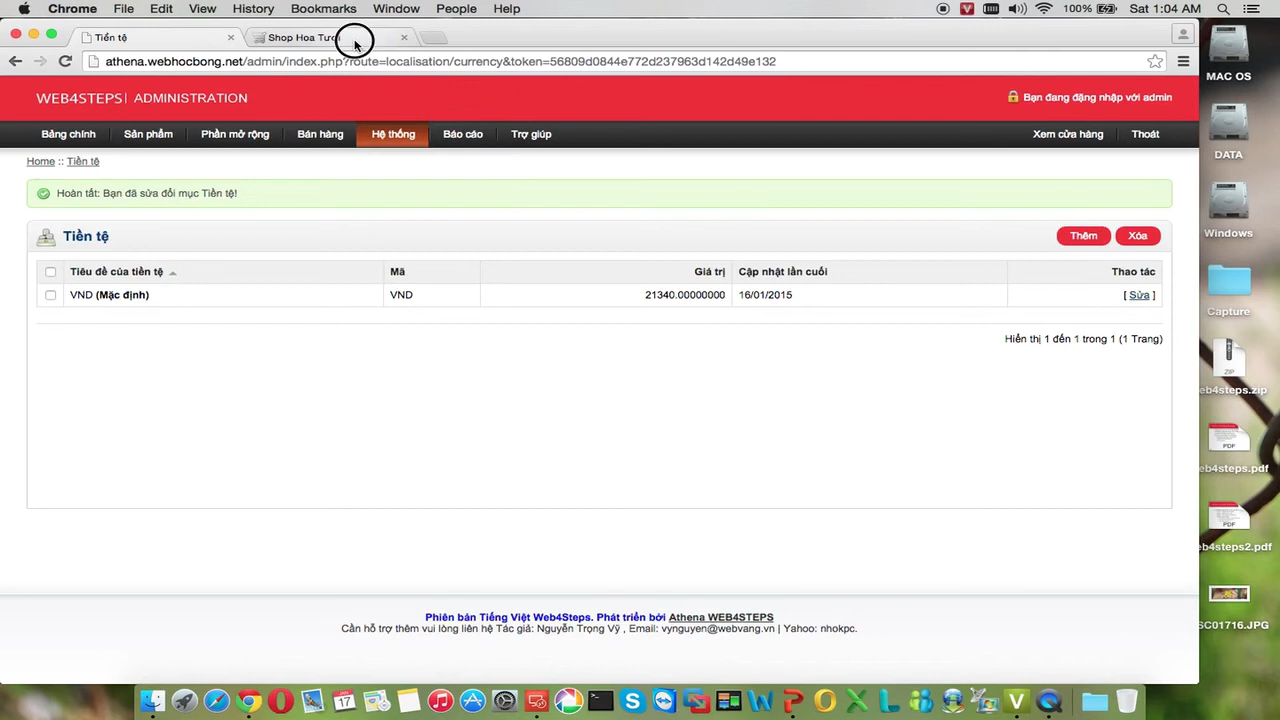 Chrome File Edit View History Bookmarks Window People Help 100% Sat 1:04 AM
Tiền tệ Shop Hoa Tươi
athena.webhocbong.net/admin/index.php?route=localisation/currency&token=56809d0844e772d237963d142d49e132
WEB4STEPS| ADMINISTRATION Bạn đang đăng nhập với admin
Bảng chính Sản phẩm Phần mở rộng Bán hàng Hệ thống Báo cáo Trợ giúp Xem cửa hàng Thoát
Home :: Tiền tệ
Hoàn tất: Bạn đã sửa đổi mục Tiền tệ!
Tiền tệ Thêm Xóa
Tiêu đề của tiền tệ Mã Giá trị Cập nhật lần cuối Thao tác
VND (Mặc định) VND 21340.00000000 16/01/2015 [ Sửa ]
Hiển thị 1 đến 1 trong 1 (1 Trang)
Phiên bản Tiếng Việt Web4Steps. Phát triển bởi Athena WEB4STEPS
Cần hỗ trợ thêm vui lòng liên hệ Tác giả: Nguyễn Trọng Vỹ , Email: vynguyen@webvang.vn | Yahoo: nhokpc.
MAC OS
DATA
Windows
Capture
ZIP
eb4steps.zip
PDF
eb4steps.pdf
PDF
eb4steps2.pdf
SC01716.JPG
17